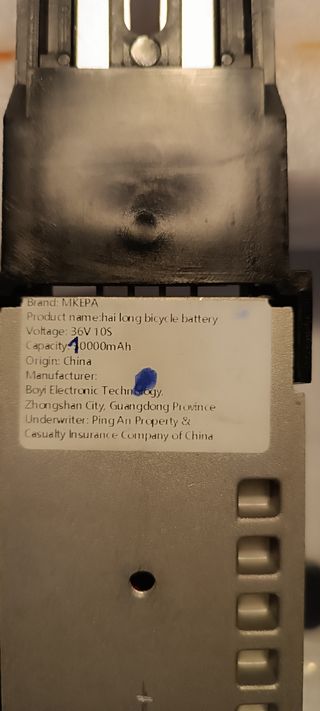 Brand: MKEPA
Product name:hai long bicycle battery
Voltage: 36V 10S
Capacity: 10000mAh
Origin: China
Manufacturer:
Boyi Electronic Technology,
Zhongshan City, Guangdong Province
Underwriter: Ping An Property &
Casualty Insurance Company of China